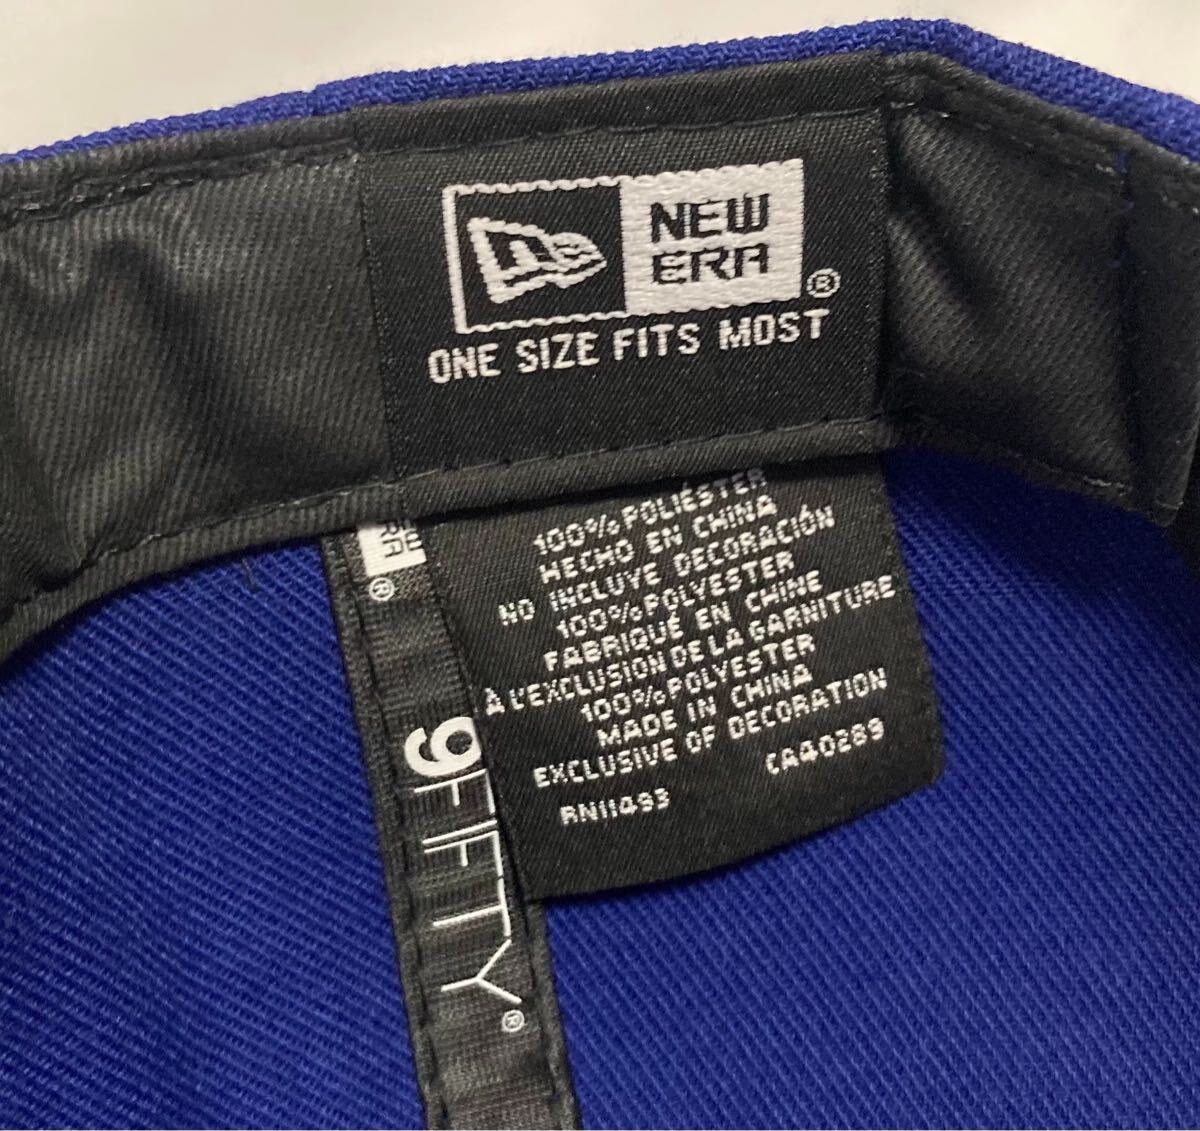 NEW
ERA
®
ONE SIZE FITS MOST
100% POLIÉSTER
HECHO EN CHINA
NO INCLUYE DECORACIÓN
100% POLYESTER
FABRIQUÉ EN CHINE
À L'EXCLUSION DE LA GARNITURE
100% POLYESTER
MADE IN CHINA
EXCLUSIVE OF DECORATION
RN11493 CA40289
®
9FIFTY®